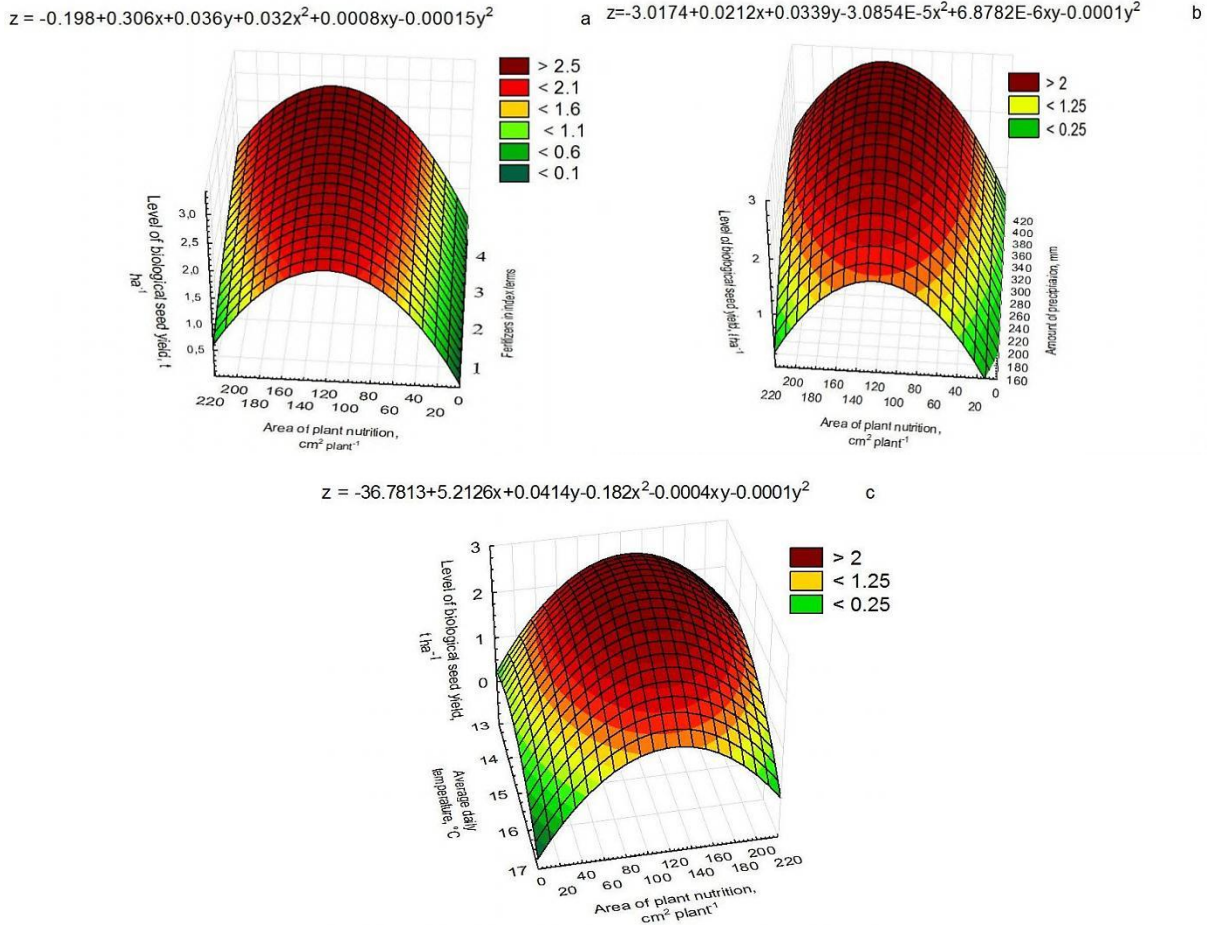 z = -0.198+0.306x+0.036y+0.032x²+0.0008xy-0.00015y²
a
> 2.5
< 2.1
< 1.6
< 1.1
< 0.6
< 0.1
Level of biological seed yield, t
ha⁻¹
3,0
2,5
2,0
1,5
1,0
0,5
4
3
2
1
Fertilizers in index terms
200 160 120 80 40 0
220 180 140 100 60 20
Area of plant nutrition,
cm² plant⁻¹
z=-3.0174+0.0212x+0.0339y-3.0854E-5x²+6.8782E-6xy-0.0001y²
b
> 2
< 1.25
< 0.25
Level of biological seed yield, t ha⁻¹
3
2
1
420
400
380
360
340
320
300
280
260
240
220
200
180
160
Amount of precipitation, mm
200 160 120 80 40 0
220 180 140 100 60 20
Area of plant nutrition,
cm² plant⁻¹
z = -36.7813+5.2126x+0.0414y-0.182x²-0.0004xy-0.0001y²
c
> 2
< 1.25
< 0.25
Level of biological seed yield,
t ha⁻¹
3
2
1
0
13
14
15
16
17
Average daily
temperature, °C
0 40 80 120 160 200
20 60 100 140 180 220
Area of plant nutrition,
cm² plant⁻¹